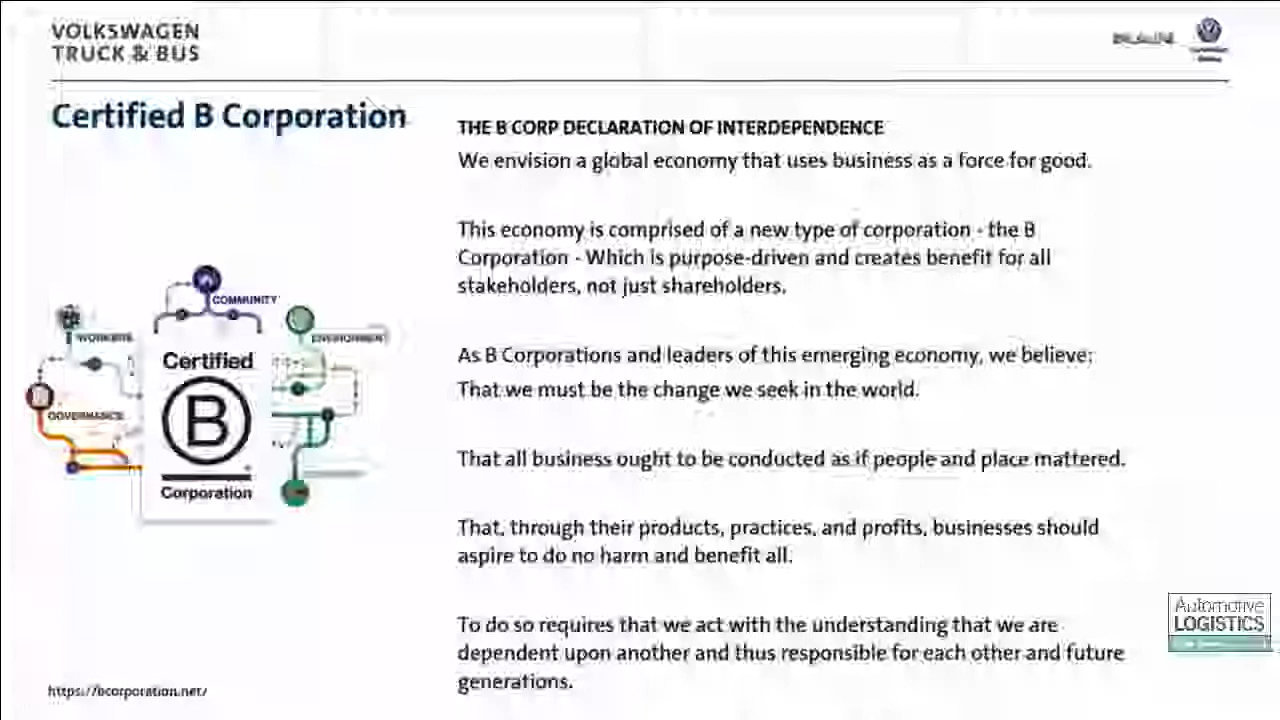 VOLKSWAGEN
TRUCK & BUS
Certified B Corporation
THE B CORP DECLARATION OF INTERDEPENDENCE
We envision a global economy that uses business as a force for good.
This economy is comprised of a new type of corporation - the B
Corporation - Which is purpose-driven and creates benefit for all
stakeholders, not just shareholders.
As B Corporations and leaders of this emerging economy, we believe:
That we must be the change we seek in the world.
That all business ought to be conducted as if people and place mattered.
That, through their products, practices, and profits, businesses should
aspire to do no harm and benefit all.
To do so requires that we act with the understanding that we are
dependent upon another and thus responsible for each other and future
generations.
COMMUNITY
WORKERS
ENVIRONMENT
GOVERNANCE
Certified
B
Corporation
Automotive
LOGISTICS
https://bcorporation.net/